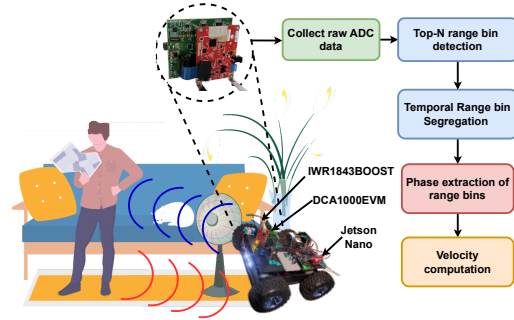 Collect raw ADC
data
Top-N range bin
detection
Temporal Range bin
Segregation
IWR1843BOOST
DCA1000EVM
Phase extraction of
range bins
Jetson
Nano
Velocity
computation